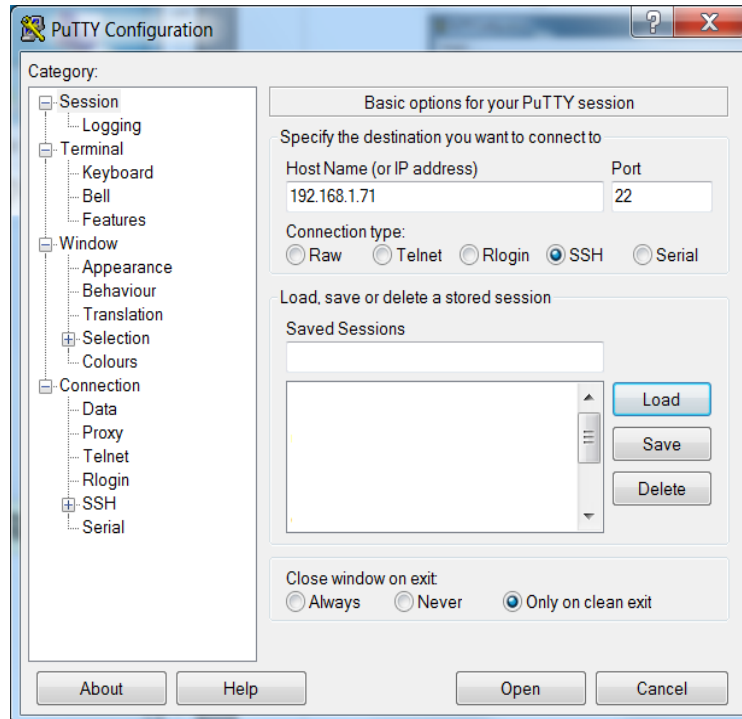 PuTTY Configuration
Category:
Session
Logging
Terminal
Keyboard
Bell
Features
Window
Appearance
Behaviour
Translation
Selection
Colours
Connection
Data
Proxy
Telnet
Rlogin
SSH
Serial
Basic options for your PuTTY session
Specify the destination you want to connect to
Host Name (or IP address) Port
192.168.1.71 22
Connection type:
Raw Telnet Rlogin SSH Serial
Load, save or delete a stored session
Saved Sessions
Load
Save
Delete
Close window on exit:
Always Never Only on clean exit
About Help Open Cancel